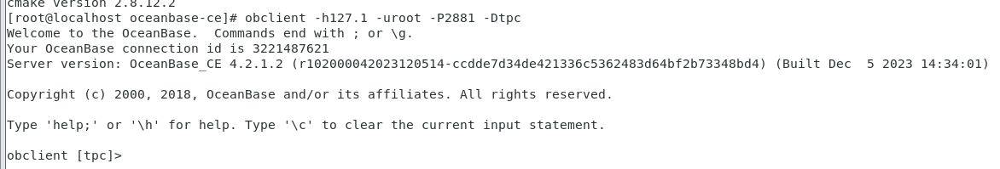 cmake version 2.8.12.2
[root@localhost oceanbase-ce]# obclient -h127.1 -uroot -P2881 -Dtpc
Welcome to the OceanBase.  Commands end with ; or \g.
Your OceanBase connection id is 3221487621
Server version: OceanBase_CE 4.2.1.2 (r102000042023120514-ccdde7d34de421336c5362483d64bf2b73348bd4) (Built Dec  5 2023 14:34:01)
Copyright (c) 2000, 2018, OceanBase and/or its affiliates. All rights reserved.
Type 'help;' or '\h' for help. Type '\c' to clear the current input statement.
obclient [tpc]>